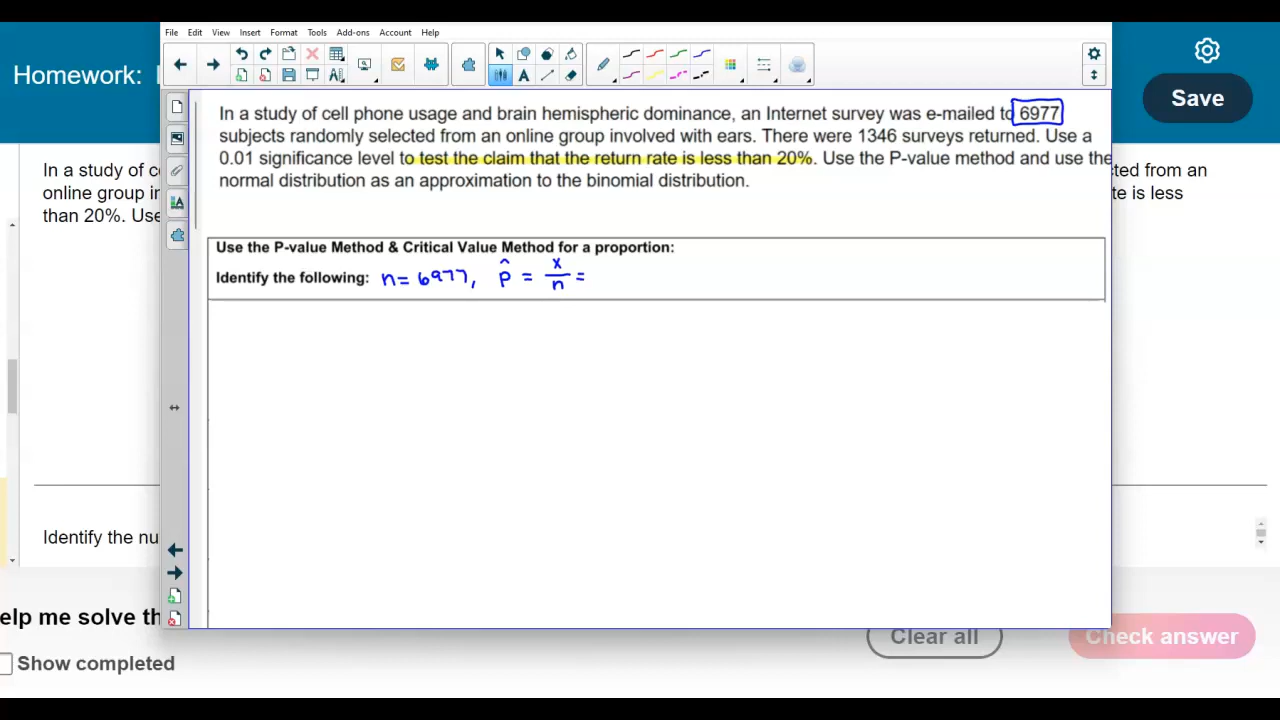 Homework:
Save
File Edit View Insert Format Tools Add-ons Account Help
In a study of cell phone usage and brain hemispheric dominance, an Internet survey was e-mailed to 6977
subjects randomly selected from an online group involved with ears. There were 1346 surveys returned. Use a
0.01 significance level to test the claim that the return rate is less than 20%. Use the P-value method and use the
normal distribution as an approximation to the binomial distribution.
In a study of c
online group in
than 20%. Use
cted from an
te is less
Use the P-value Method & Critical Value Method for a proportion:
Identify the following: n = 6977, p̂ = x/n =
Identify the nu
elp me solve th
Show completed
Clear all
Check answer